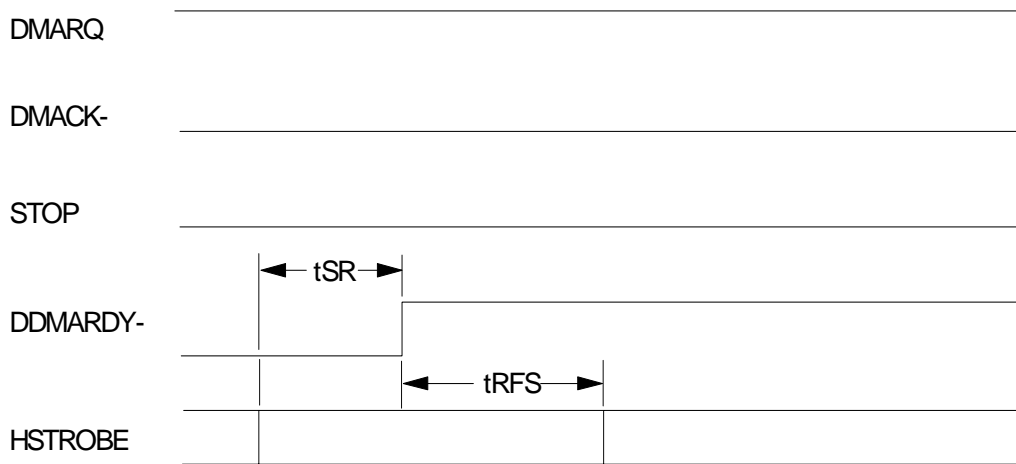 DMARQ
DMACK-
STOP
tSR
DDMARDY-
tRFS
HSTROBE